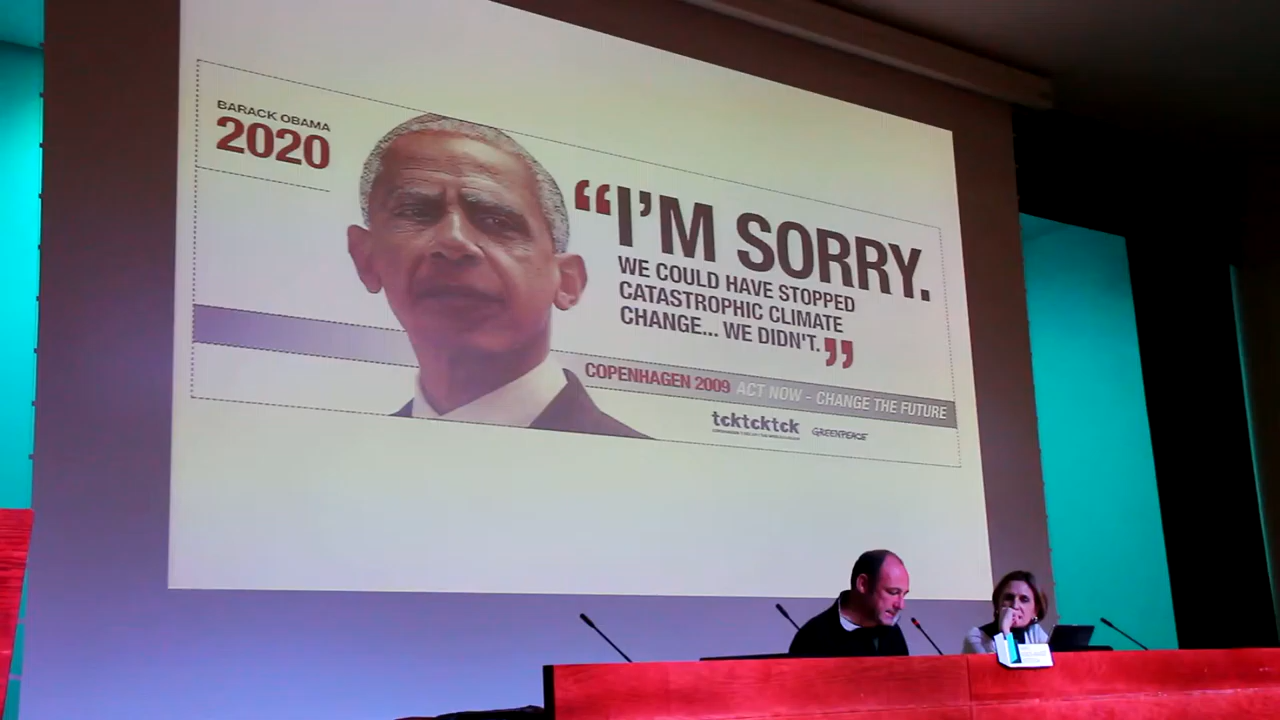 BARACK OBAMA
2020
“I’M SORRY.
WE COULD HAVE STOPPED
CATASTROPHIC CLIMATE
CHANGE... WE DIDN'T.”
COPENHAGEN 2009 ACT NOW - CHANGE THE FUTURE
tcktcktck
GREENPEACE